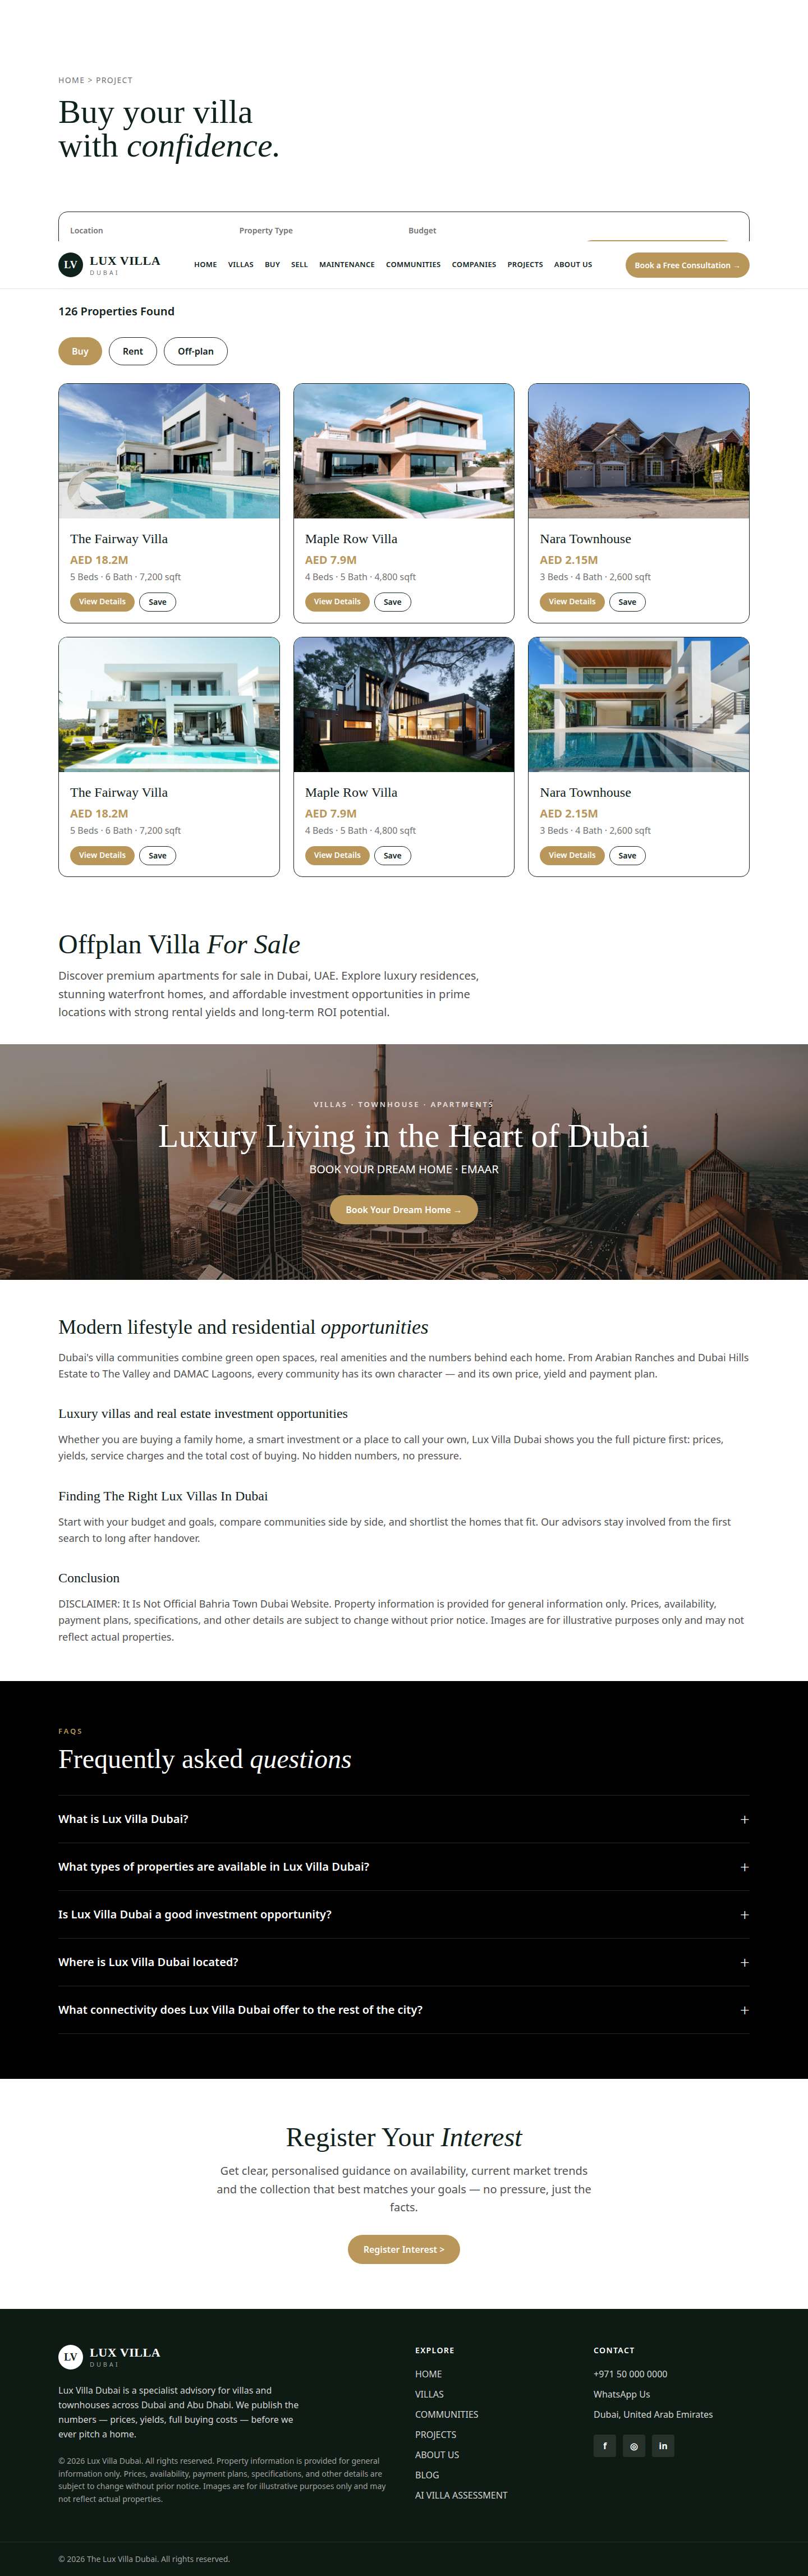 HOME > PROJECT
Buy your villa
with confidence.
Location
Property Type
Budget
LV
LUX VILLA
DUBAI
HOME
VILLAS
BUY
SELL
MAINTENANCE
COMMUNITIES
COMPANIES
PROJECTS
ABOUT US
Book a Free Consultation →
126 Properties Found
Buy
Rent
Off-plan
The Fairway Villa
AED 18.2M
5 Beds · 6 Bath · 7,200 sqft
View Details
Save
Maple Row Villa
AED 7.9M
4 Beds · 5 Bath · 4,800 sqft
View Details
Save
Nara Townhouse
AED 2.15M
3 Beds · 4 Bath · 2,600 sqft
View Details
Save
The Fairway Villa
AED 18.2M
5 Beds · 6 Bath · 7,200 sqft
View Details
Save
Maple Row Villa
AED 7.9M
4 Beds · 5 Bath · 4,800 sqft
View Details
Save
Nara Townhouse
AED 2.15M
3 Beds · 4 Bath · 2,600 sqft
View Details
Save
Offplan Villa For Sale
Discover premium apartments for sale in Dubai, UAE. Explore luxury residences,
stunning waterfront homes, and affordable investment opportunities in prime
locations with strong rental yields and long-term ROI potential.
VILLAS · TOWNHOUSE · APARTMENTS
Luxury Living in the Heart of Dubai
BOOK YOUR DREAM HOME · EMAAR
Book Your Dream Home →
Modern lifestyle and residential opportunities
Dubai's villa communities combine green open spaces, real amenities and the numbers behind each home. From Arabian Ranches and Dubai Hills
Estate to The Valley and DAMAC Lagoons, every community has its own character — and its own price, yield and payment plan.
Luxury villas and real estate investment opportunities
Whether you are buying a family home, a smart investment or a place to call your own, Lux Villa Dubai shows you the full picture first: prices,
yields, service charges and the total cost of buying. No hidden numbers, no pressure.
Finding The Right Lux Villas In Dubai
Start with your budget and goals, compare communities side by side, and shortlist the homes that fit. Our advisors stay involved from the first
search to long after handover.
Conclusion
DISCLAIMER: It Is Not Official Bahria Town Dubai Website. Property information is provided for general information only. Prices, availability,
payment plans, specifications, and other details are subject to change without prior notice. Images are for illustrative purposes only and may not
reflect actual properties.
FAQS
Frequently asked questions
What is Lux Villa Dubai?
+
What types of properties are available in Lux Villa Dubai?
+
Is Lux Villa Dubai a good investment opportunity?
+
Where is Lux Villa Dubai located?
+
What connectivity does Lux Villa Dubai offer to the rest of the city?
+
Register Your Interest
Get clear, personalised guidance on availability, current market trends
and the collection that best matches your goals — no pressure, just the
facts.
Register Interest >
LV
LUX VILLA
DUBAI
Lux Villa Dubai is a specialist advisory for villas and
townhouses across Dubai and Abu Dhabi. We publish the
numbers — prices, yields, full buying costs — before we
ever pitch a home.
© 2026 Lux Villa Dubai. All rights reserved. Property information is provided for general
information only. Prices, availability, payment plans, specifications, and other details are
subject to change without prior notice. Images are for illustrative purposes only and may
not reflect actual properties.
EXPLORE
HOME
VILLAS
COMMUNITIES
PROJECTS
ABOUT US
BLOG
AI VILLA ASSESSMENT
CONTACT
+971 50 000 0000
WhatsApp Us
Dubai, United Arab Emirates
f
◎
in
© 2026 The Lux Villa Dubai. All rights reserved.